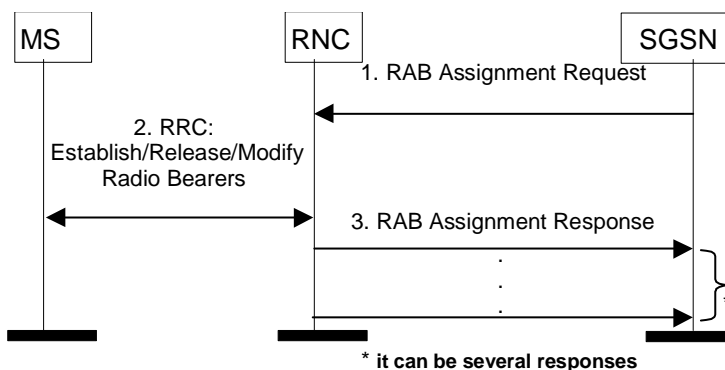 MS
RNC
SGSN
1. RAB Assignment Request
2. RRC:
Establish/Release/Modify
Radio Bearers
3. RAB Assignment Response
.
.
.
*
* it can be several responses